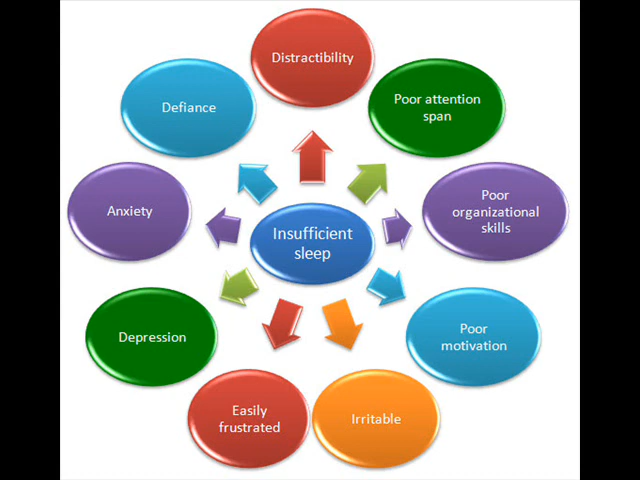 Distractibility
Poor attention
span
Poor
organizational
skills
Poor
motivation
Irritable
Easily
frustrated
Depression
Anxiety
Defiance
Insufficient
sleep